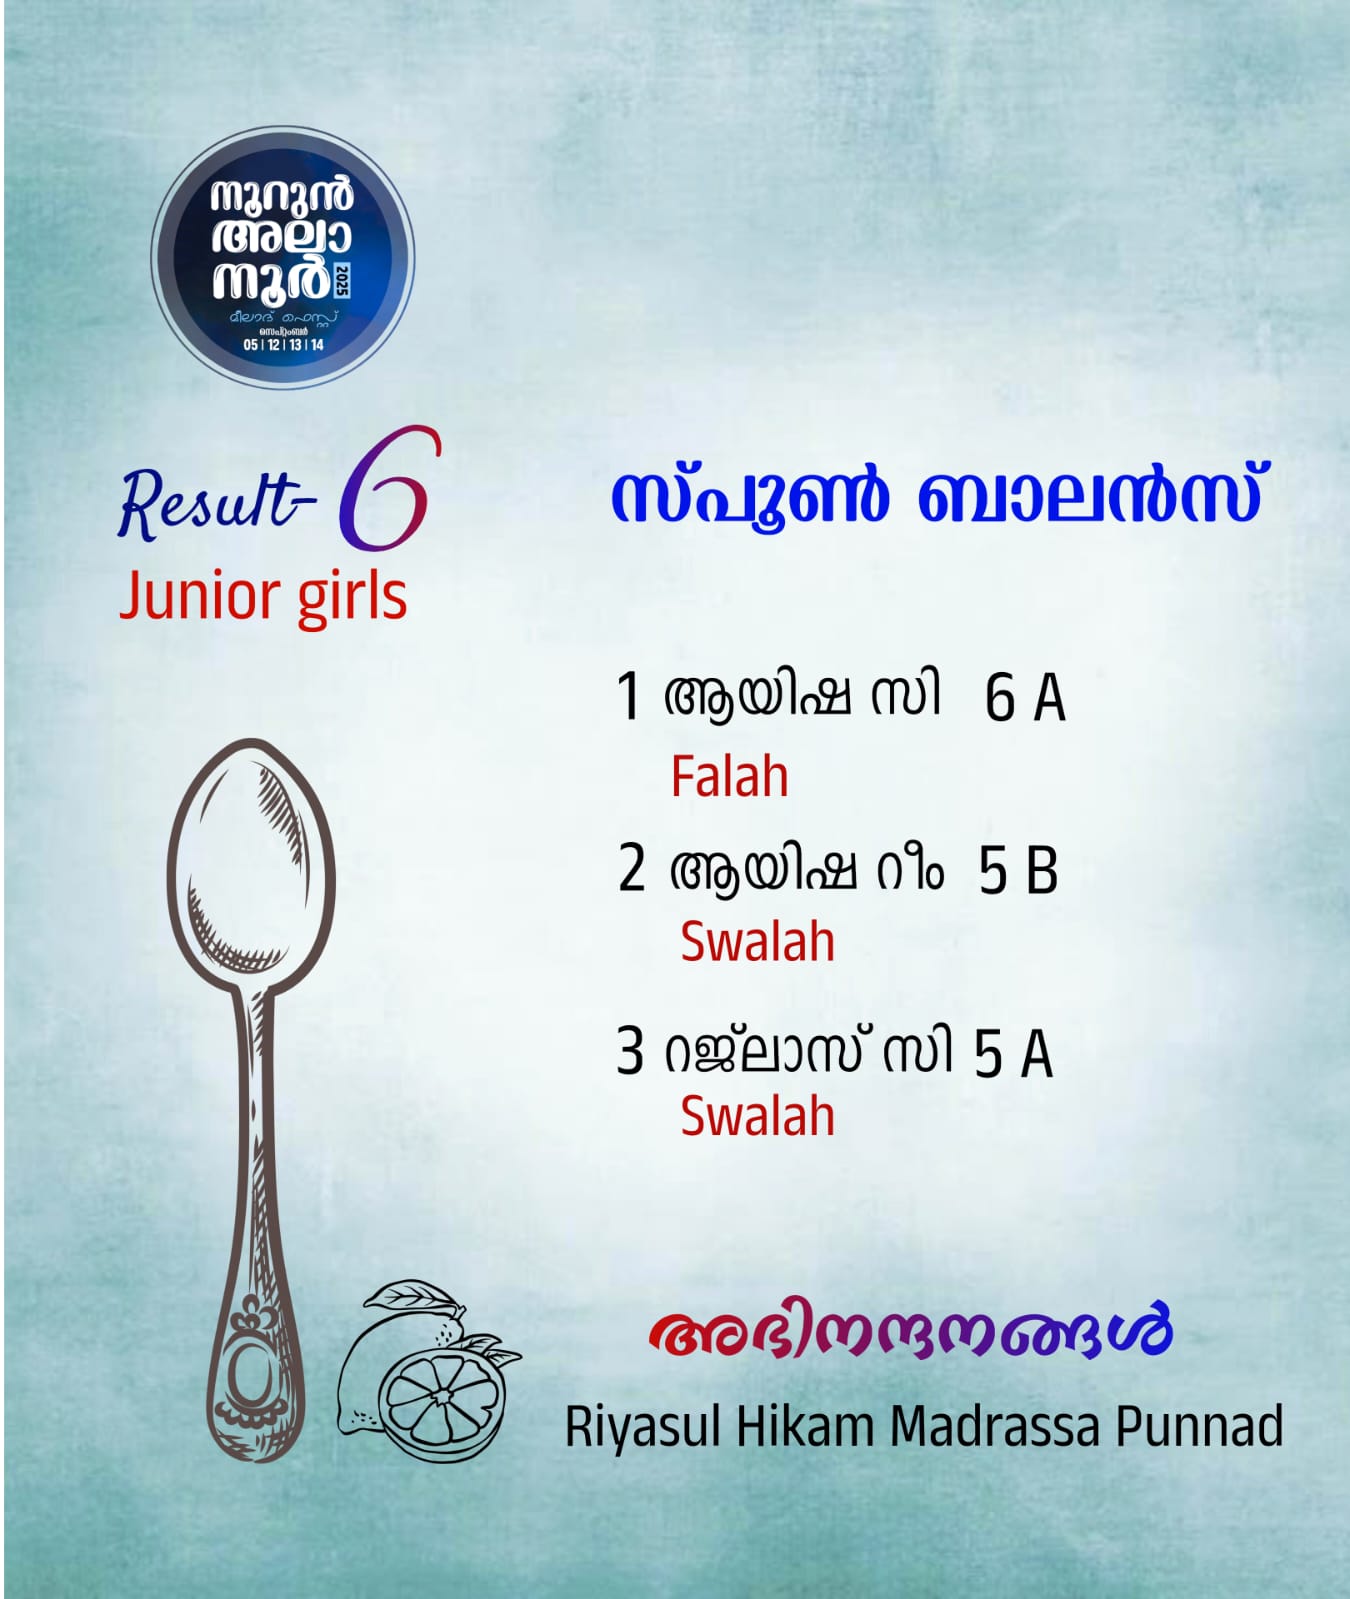 നൂറുൻ
അലാ
നൂർ 2025
മീലാദ് ഫെസ്റ്റ്
സെപ്റ്റംബർ
05 | 12 | 13 | 14
Result- 6
Junior girls
സ്പൂൺ ബാലൻസ്
1 ആയിഷ സി 6 A
Falah
2 ആയിഷ റീം 5 B
Swalah
3 റജ്‌ലാസ് സി 5 A
Swalah
അഭിനന്ദനങ്ങൾ
Riyasul Hikam Madrassa Punnad